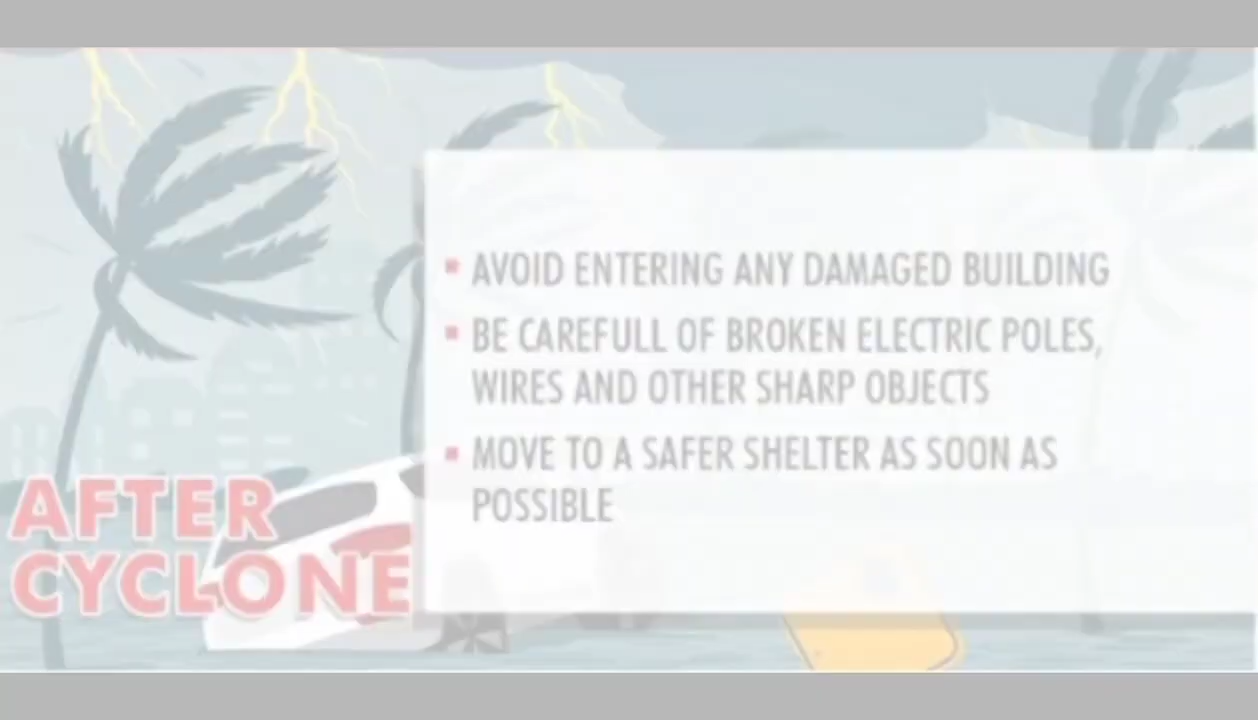 AVOID ENTERING ANY DAMAGED BUILDING
BE CAREFULL OF BROKEN ELECTRIC POLES,
WIRES AND OTHER SHARP OBJECTS
MOVE TO A SAFER SHELTER AS SOON AS
POSSIBLE
AFTER
CYCLONE